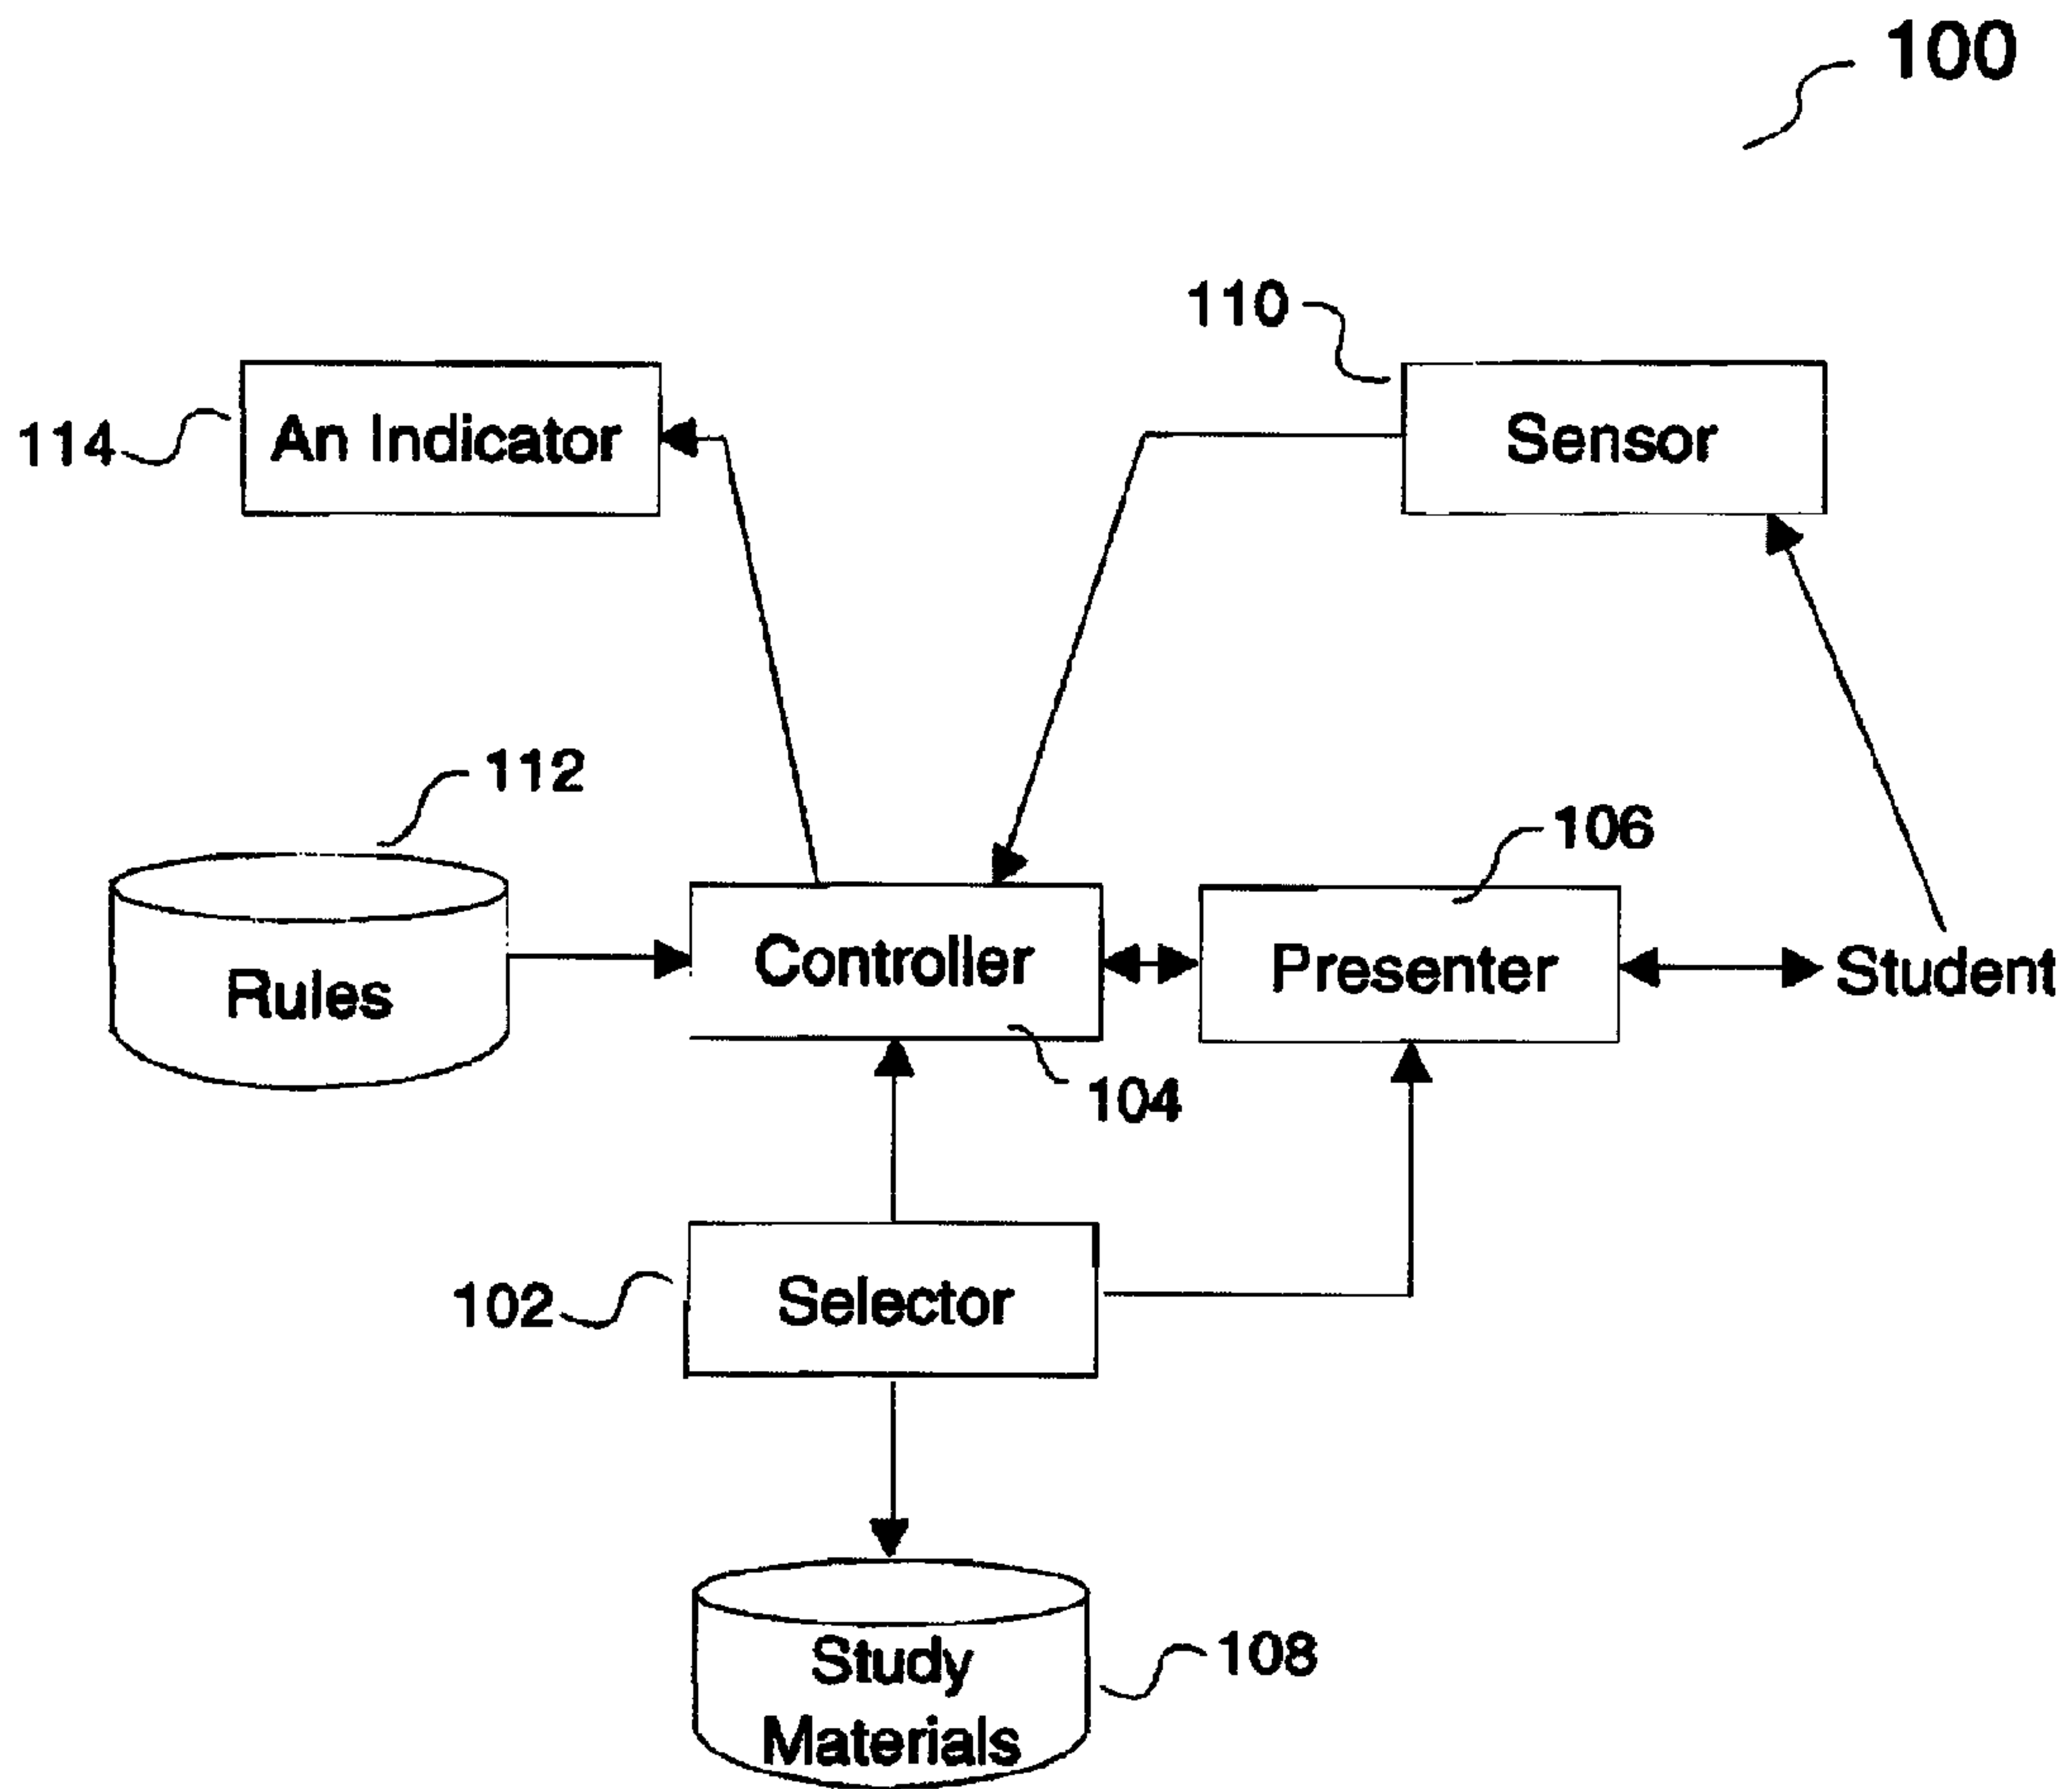 100
110
114
An Indicator
Sensor
112
106
Rules
Controller
Presenter
Student
104
102
Selector
108
Study
Materials